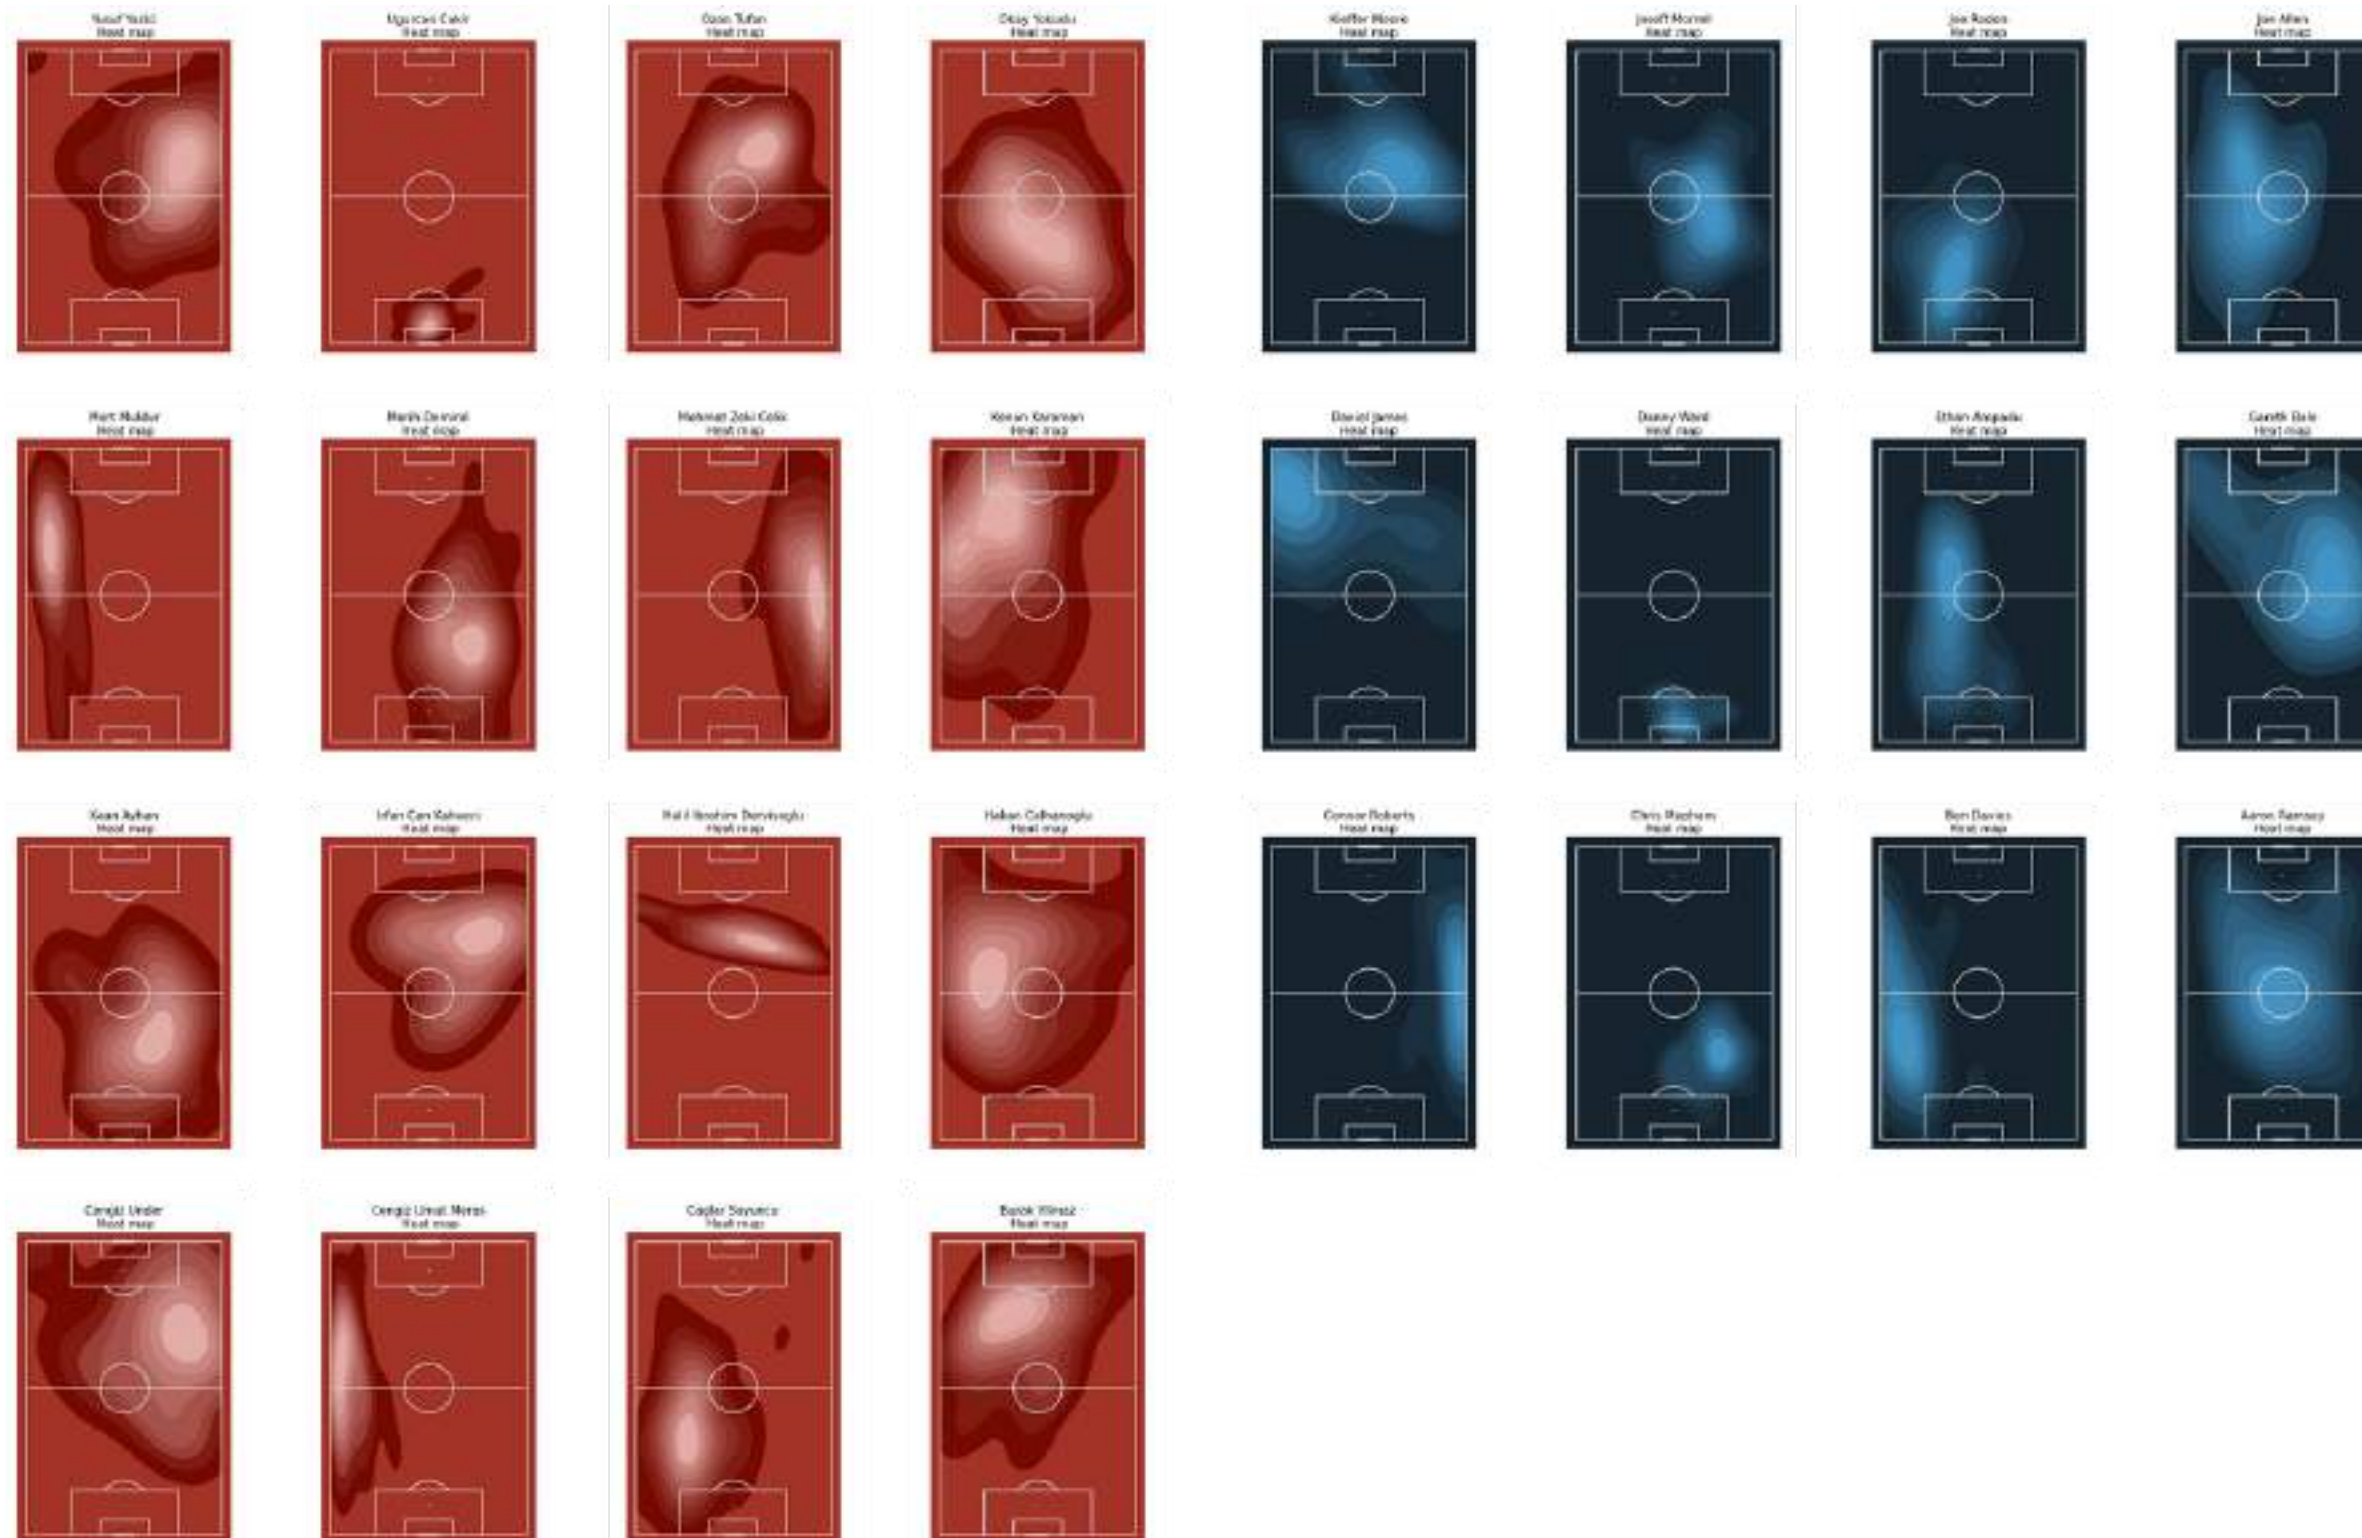 Yusuf Yazici
Heat map
Ugurcan Cakir
Heat map
Ozan Tufan
Heat map
Okay Yokuslu
Heat map
Kieffer Moore
Heat map
Joseff Morrell
Heat map
Joe Rodon
Heat map
Joe Allen
Heat map
Mert Muldur
Heat map
Merih Demiral
Heat map
Mehmet Zeki Celik
Heat map
Kenan Karaman
Heat map
Daniel James
Heat map
Danny Ward
Heat map
Ethan Ampadu
Heat map
Gareth Bale
Heat map
Kaan Ayhan
Heat map
Irfan Can Kahveci
Heat map
Halil Ibrahim Dervisoglu
Heat map
Hakan Calhanoglu
Heat map
Connor Roberts
Heat map
Chris Mepham
Heat map
Ben Davies
Heat map
Aaron Ramsey
Heat map
Cengiz Under
Heat map
Cengiz Umut Meras
Heat map
Caglar Soyuncu
Heat map
Burak Yilmaz
Heat map